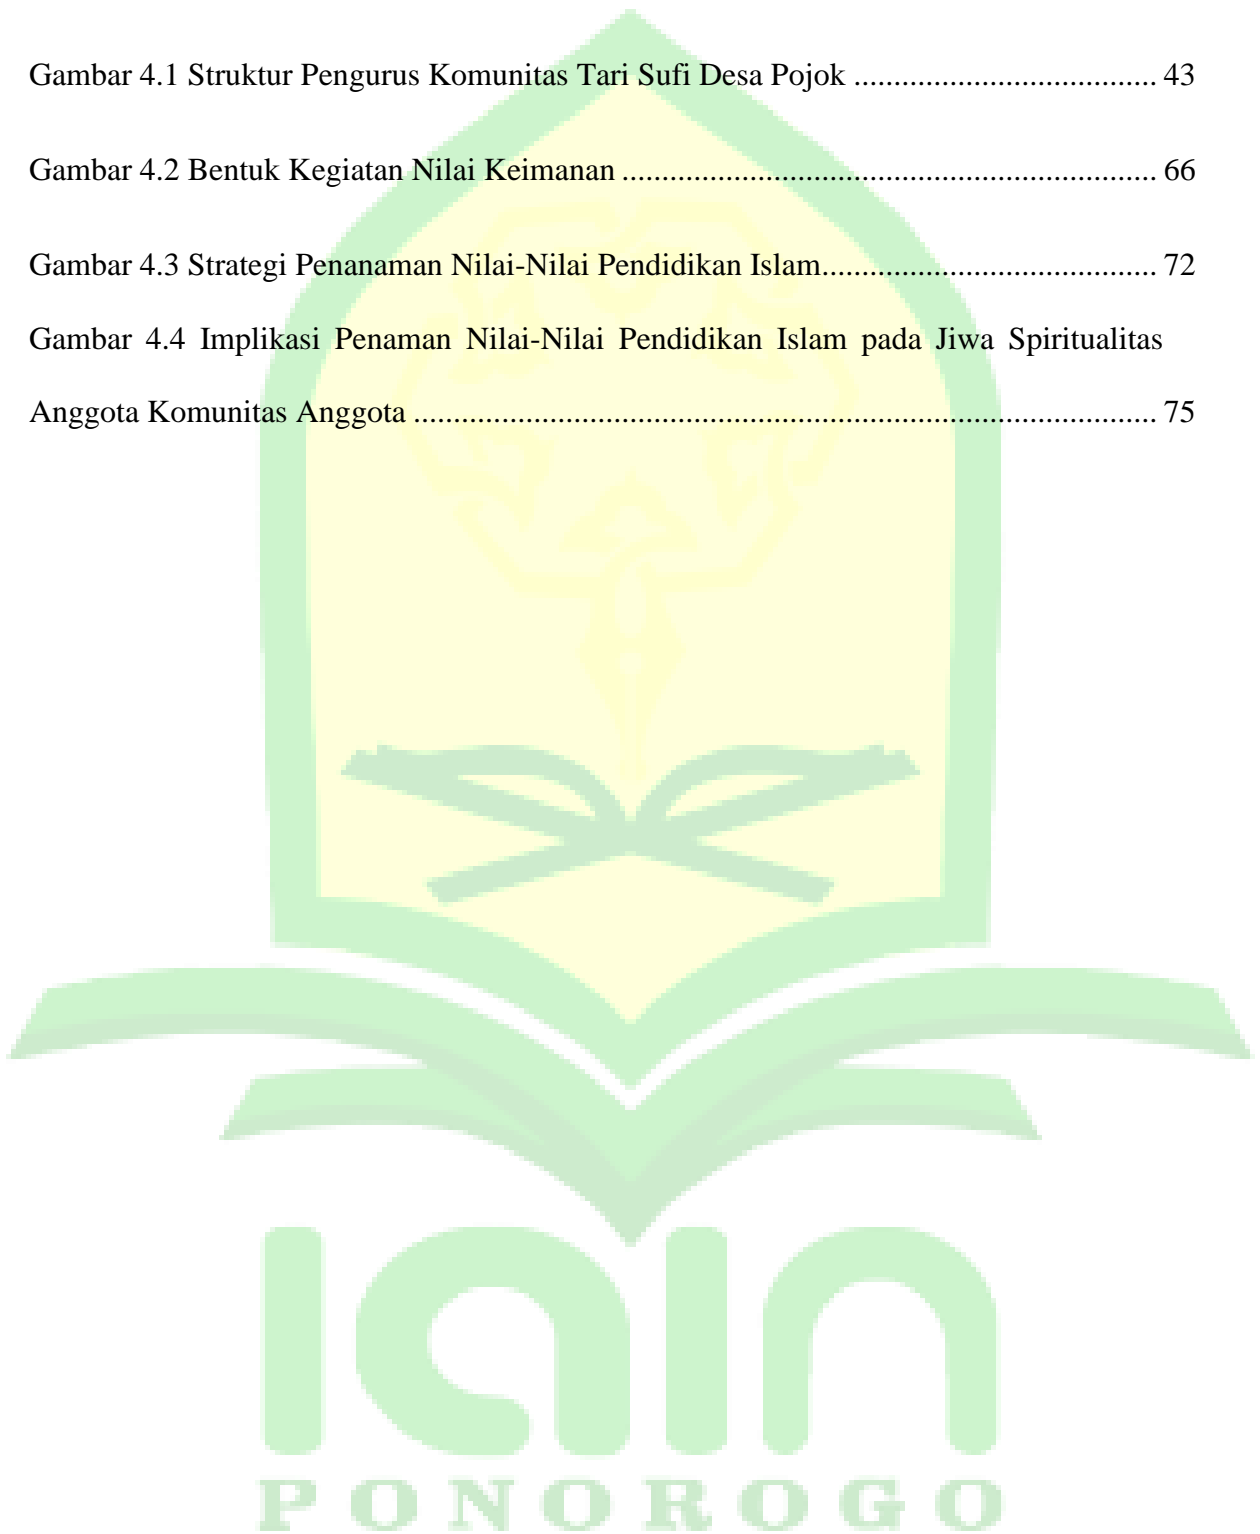 Gambar 4.1 Struktur Pengurus Komunitas Tari Sufi Desa Pojok ...................................... 43
Gambar 4.2 Bentuk Kegiatan Nilai Keimanan ................................................................... 66
Gambar 4.3 Strategi Penanaman Nilai-Nilai Pendidikan Islam.......................................... 72
Gambar 4.4 Implikasi Penaman Nilai-Nilai Pendidikan Islam pada Jiwa Spiritualitas
Anggota Komunitas Anggota ............................................................................................. 75
iain
PONOROGO